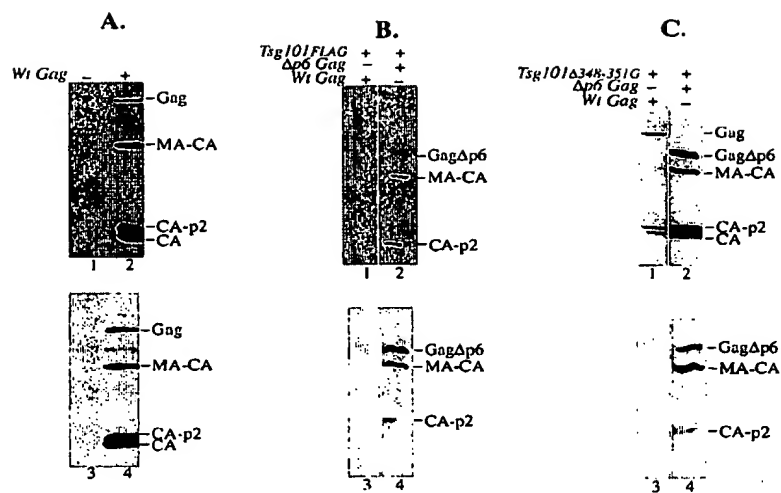 A.
Wt Gag – +
Gag
MA-CA
CA-p2
CA
1 2
Gag
MA-CA
CA-p2
CA
3 4
B.
Tsg101FLAG + +
Δp6 Gag – +
Wt Gag + –
GagΔp6
MA-CA
CA-p2
1 2
GagΔp6
MA-CA
CA-p2
3 4
C.
Tsg101Δ348-351G + +
Δp6 Gag – +
Wt Gag + –
Gag
GagΔp6
MA-CA
CA-p2
CA
1 2
GagΔp6
MA-CA
CA-p2
3 4